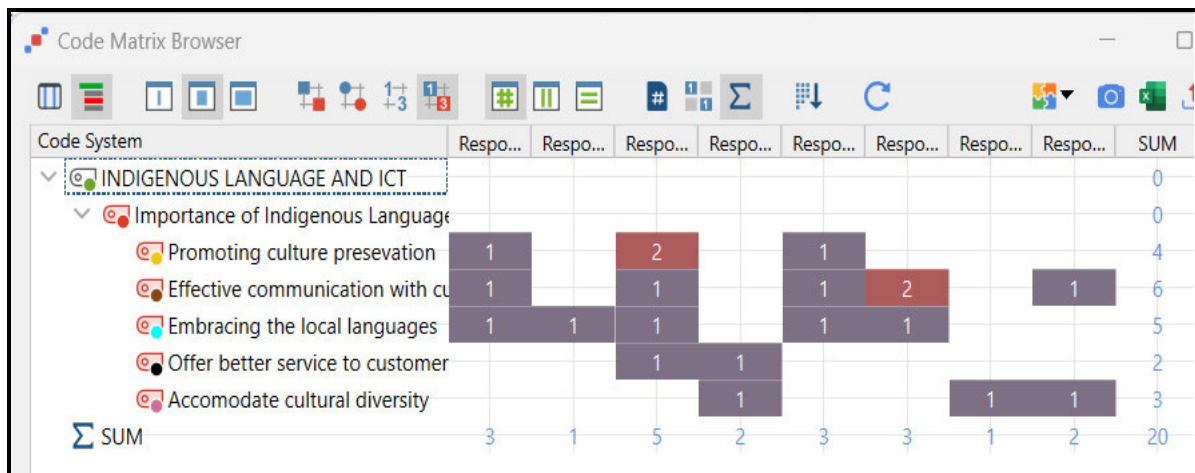 Code Matrix Browser
Code System Respo... Respo... Respo... Respo... Respo... Respo... Respo... Respo... SUM
INDIGENOUS LANGUAGE AND ICT 0
Importance of Indigenous Language 0
Promoting culture presevation 1 2 1 4
Effective communication with cu 1 1 1 2 1 6
Embracing the local languages 1 1 1 1 1 5
Offer better service to customer 1 1 2
Accomodate cultural diversity 1 1 1 3
Σ SUM 3 1 5 2 3 3 1 2 20